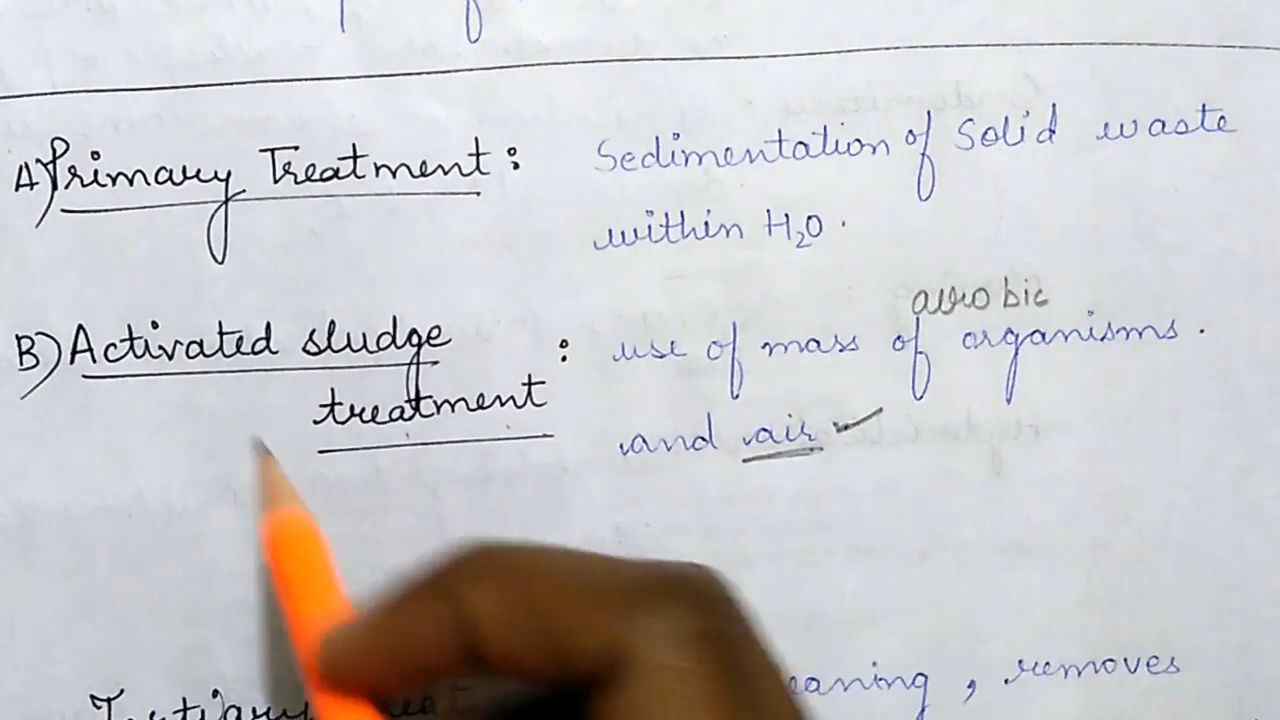 A) Primary Treatment : Sedimentation of Solid waste
within H₂O.
aerobic
B) Activated sludge : use of mass of organisms.
treatment
and air ✓
Tertiary
, removes